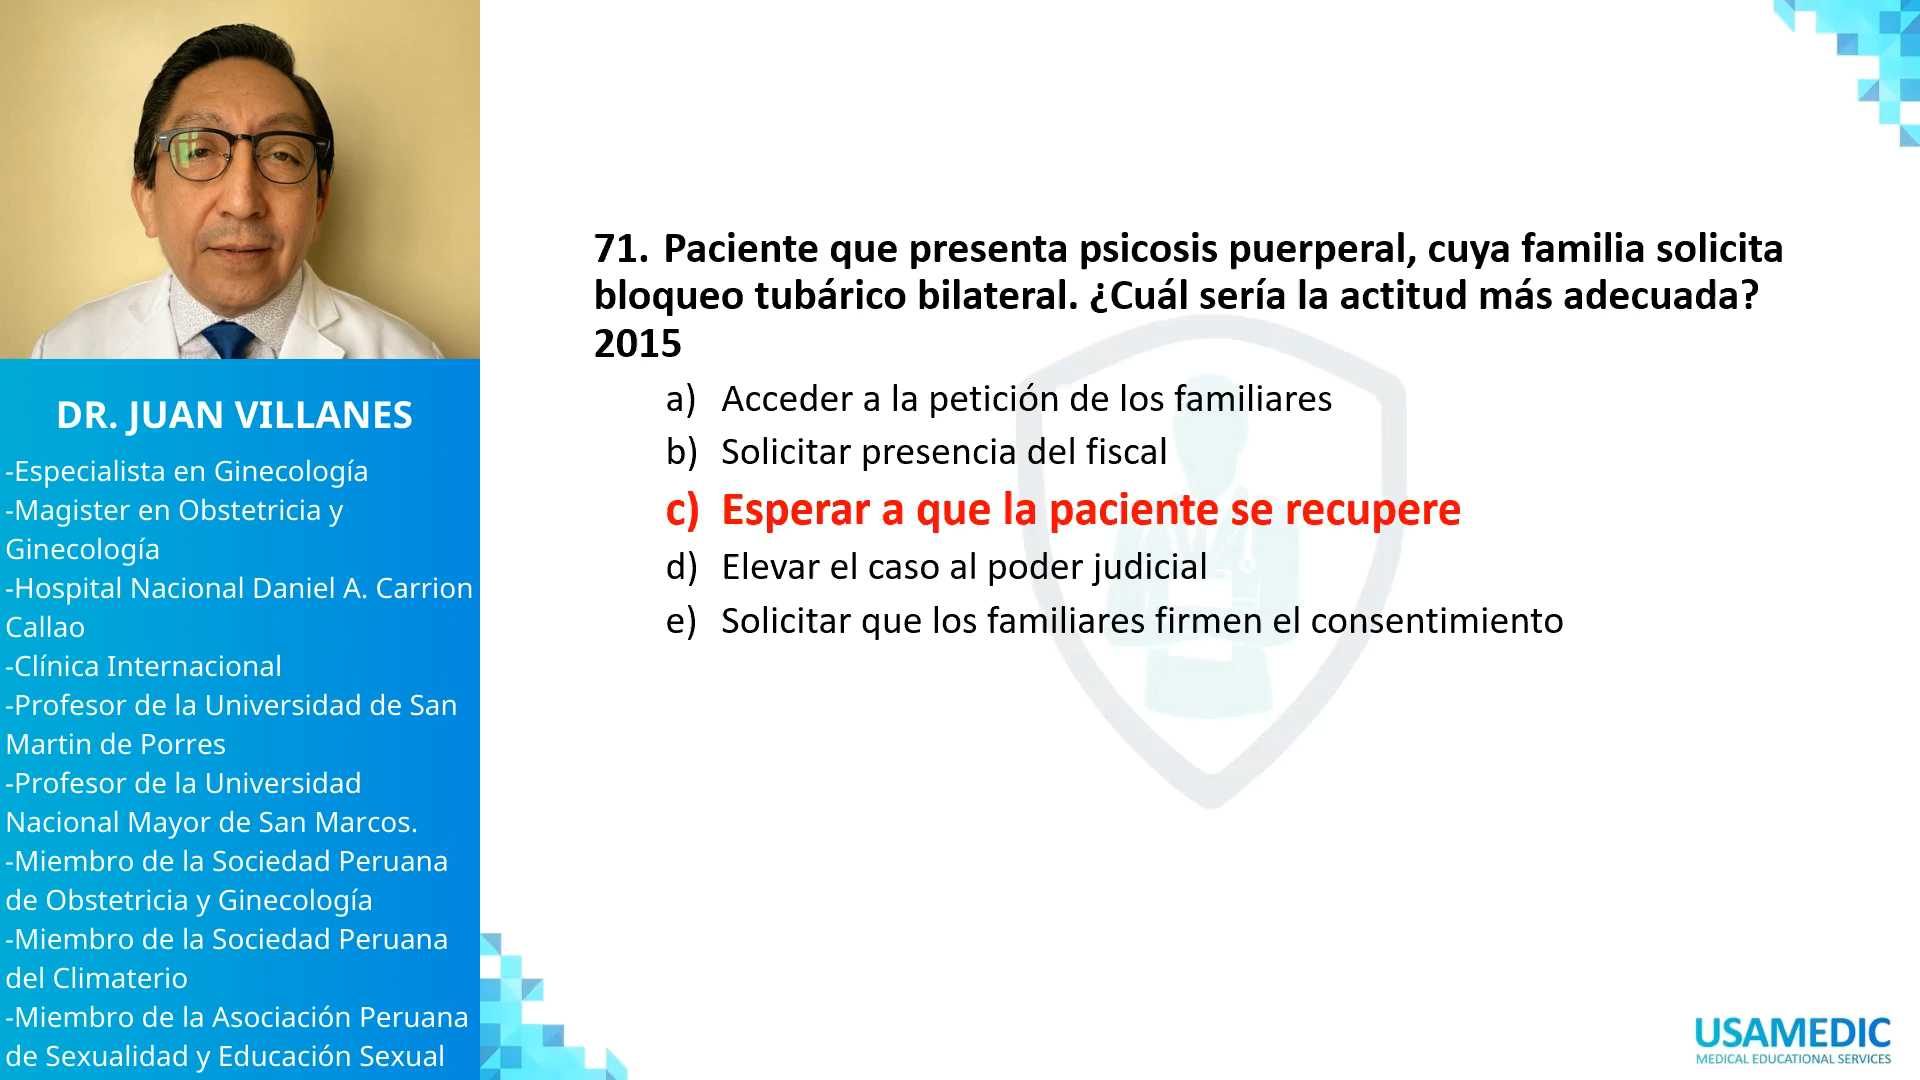 DR. JUAN VILLANES
-Especialista en Ginecología
-Magister en Obstetricia y
Ginecología
-Hospital Nacional Daniel A. Carrion
Callao
-Clínica Internacional
-Profesor de la Universidad de San
Martin de Porres
-Profesor de la Universidad
Nacional Mayor de San Marcos.
-Miembro de la Sociedad Peruana
de Obstetricia y Ginecología
-Miembro de la Sociedad Peruana
del Climaterio
-Miembro de la Asociación Peruana
de Sexualidad y Educación Sexual
71. Paciente que presenta psicosis puerperal, cuya familia solicita
bloqueo tubárico bilateral. ¿Cuál sería la actitud más adecuada?
2015
a) Acceder a la petición de los familiares
b) Solicitar presencia del fiscal
c) Esperar a que la paciente se recupere
d) Elevar el caso al poder judicial
e) Solicitar que los familiares firmen el consentimiento
USAMEDIC
MEDICAL EDUCATIONAL SERVICES